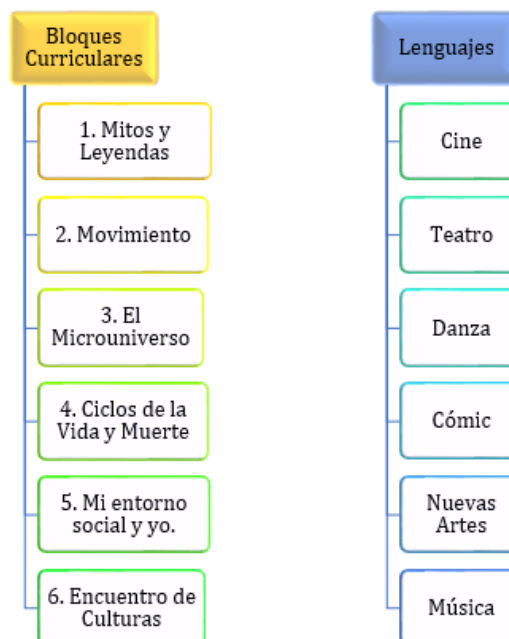 Bloques
Curriculares
1. Mitos y
Leyendas
2. Movimiento
3. El
Microuniverso
4. Ciclos de la
Vida y Muerte
5. Mi entorno
social y yo.
6. Encuentro de
Culturas
Lenguajes
Cine
Teatro
Danza
Cómic
Nuevas
Artes
Música